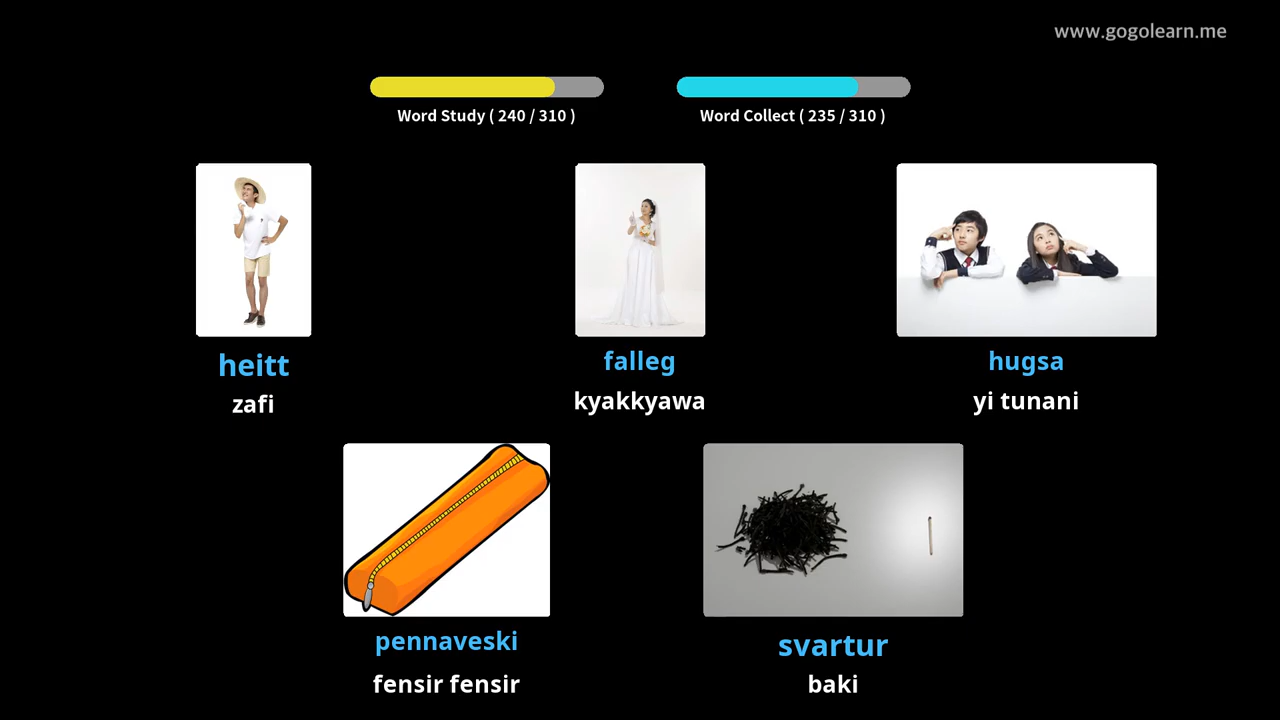 www.gogolearn.me
Word Study ( 240 / 310 )
Word Collect ( 235 / 310 )
heitt
zafi
falleg
kyakkyawa
hugsa
yi tunani
pennaveski
fensir fensir
svartur
baki